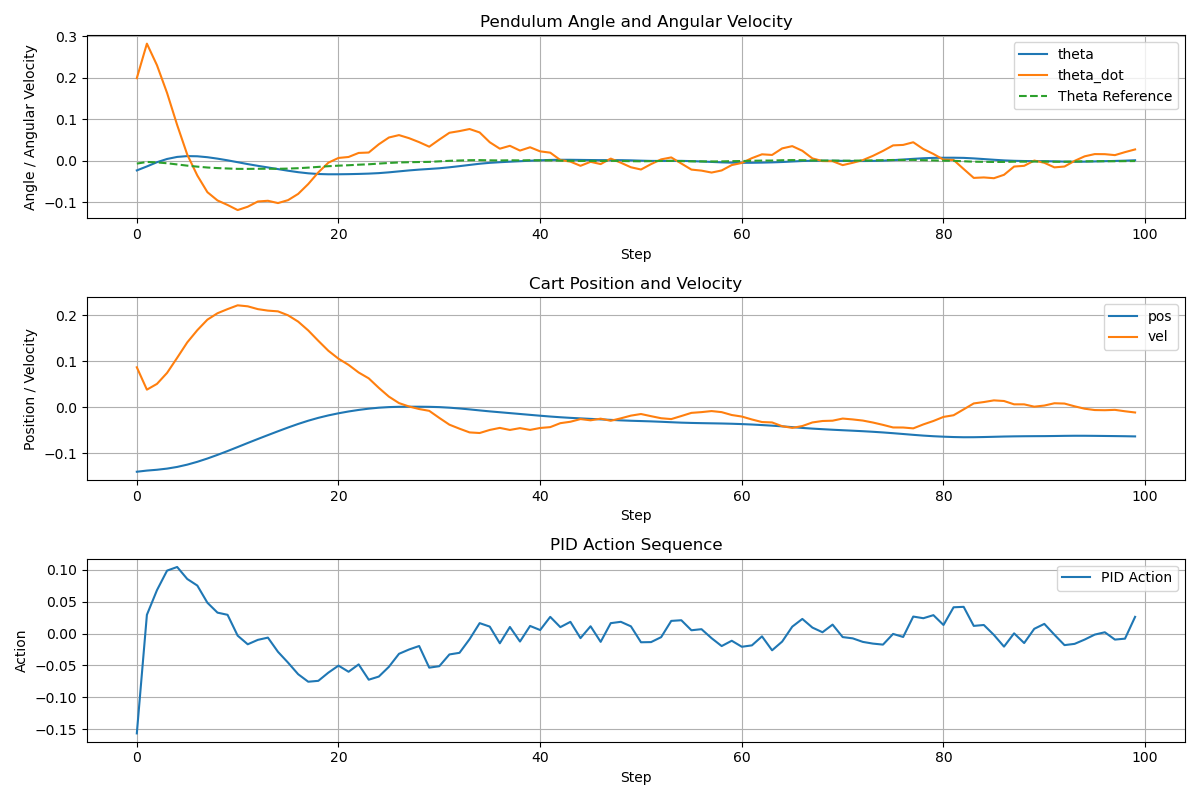 Pendulum Angle and Angular Velocity
Angle / Angular Velocity
0.3
0.2
0.1
0.0
−0.1
theta
theta_dot
Theta Reference
0 20 40 60 80 100
Step
Cart Position and Velocity
Position / Velocity
0.2
0.1
0.0
−0.1
pos
vel
0 20 40 60 80 100
Step
PID Action Sequence
Action
0.10
0.05
0.00
−0.05
−0.10
−0.15
PID Action
0 20 40 60 80 100
Step